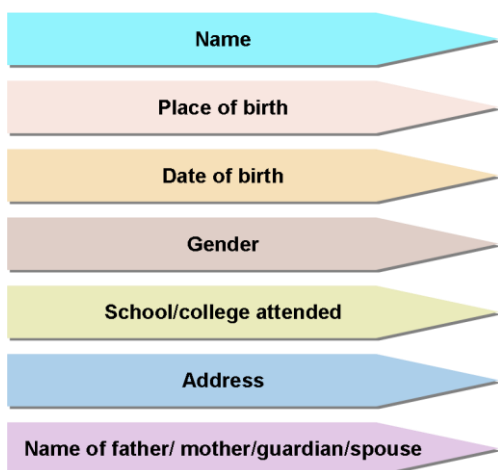 Name
Place of birth
Date of birth
Gender
School/college attended
Address
Name of father/ mother/guardian/spouse